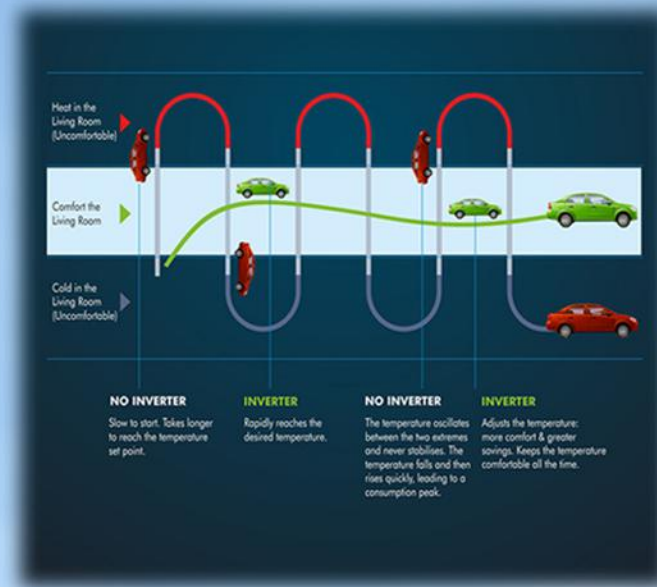 Heat in the
Living Room
(Uncomfortable)
Comfort the
Living Room
Cold in the
Living Room
(Uncomfortable)
NO INVERTER
Slow to start. Takes longer
to reach the temperature
set point.
INVERTER
Rapidly reaches the
desired temperature.
NO INVERTER
The temperature oscillates
between the two extremes
and never stabilises. The
temperature falls and then
rises quickly, leading to a
consumption peak.
INVERTER
Adjusts the temperature:
more comfort & greater
savings. Keeps the temperature
comfortable all the time.